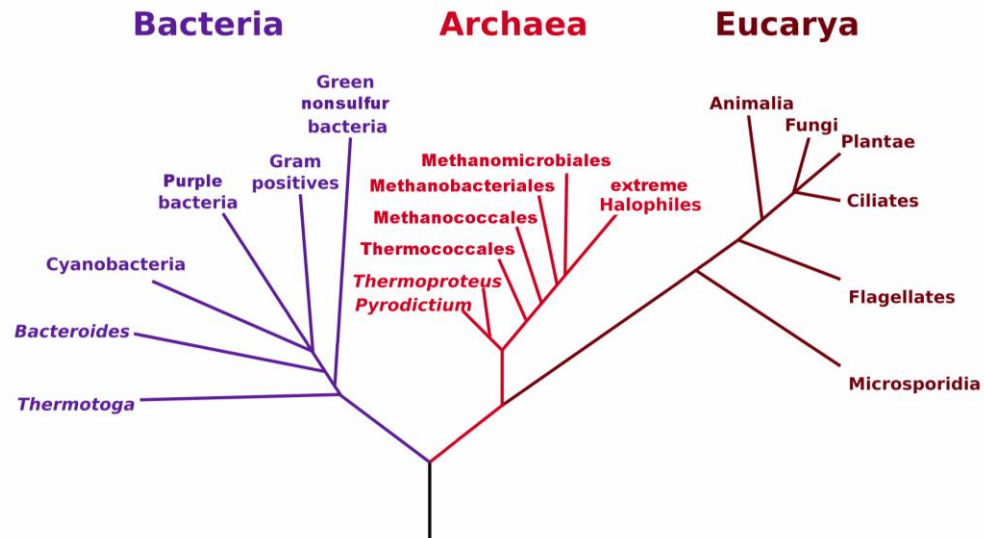 Bacteria
Archaea
Eucarya
Green
nonsulfur
bacteria
Gram
positives
Purple
bacteria
Cyanobacteria
Bacteroides
Thermotoga
Methanomicrobiales
Methanobacteriales
Methanococcales
Thermococcales
Thermoproteus
Pyrodictium
extreme
Halophiles
Animalia
Fungi
Plantae
Ciliates
Flagellates
Microsporidia